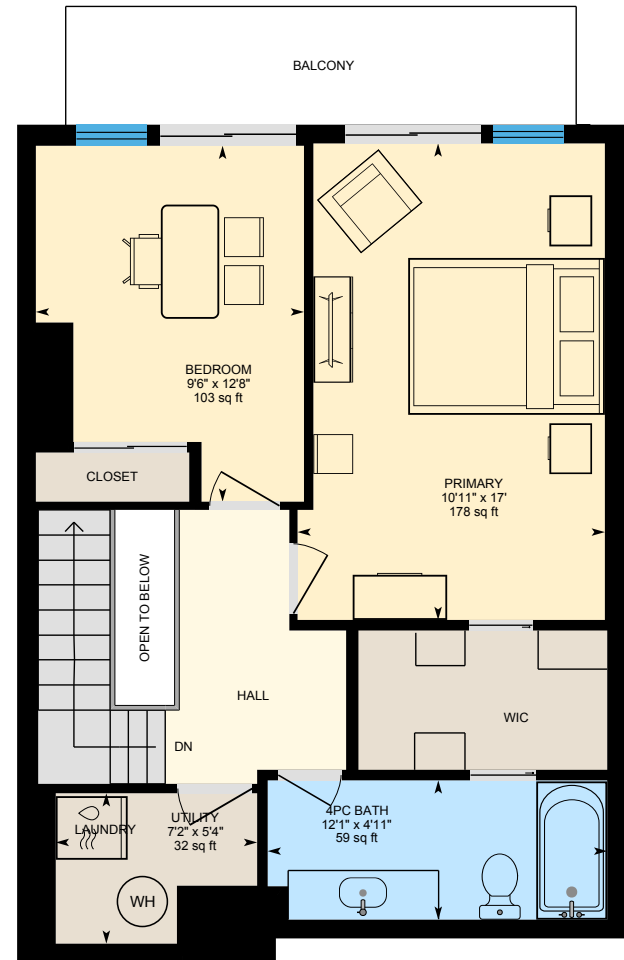 BALCONY
BEDROOM
9'6" x 12'8"
103 sq ft
CLOSET
PRIMARY
10'11" x 17'
178 sq ft
OPEN TO BELOW
HALL
WIC
DN
UTILITY
7'2" x 5'4"
32 sq ft
LAUNDRY
4PC BATH
12'1" x 4'11"
59 sq ft
WH